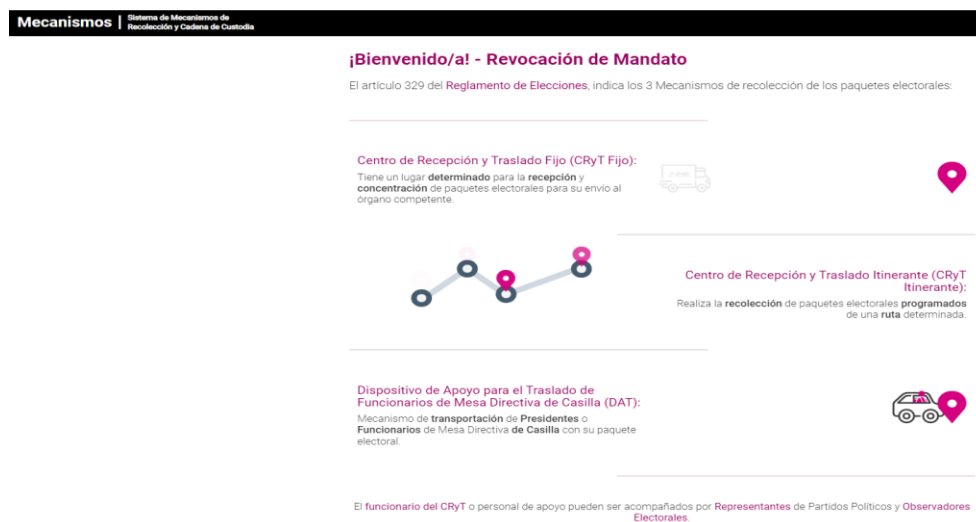 Mecanismos | Sistema de Mecanismos de
Recolección y Cadena de Custodia
¡Bienvenido/a! - Revocación de Mandato
El artículo 329 del Reglamento de Elecciones, indica los 3 Mecanismos de recolección de los paquetes electorales:
Centro de Recepción y Traslado Fijo (CRyT Fijo):
Tiene un lugar determinado para la recepción y
concentración de paquetes electorales para su envío al
órgano competente.
Centro de Recepción y Traslado Itinerante (CRyT
Itinerante):
Realiza la recolección de paquetes electorales programados
de una ruta determinada.
Dispositivo de Apoyo para el Traslado de
Funcionarios de Mesa Directiva de Casilla (DAT):
Mecanismo de transportación de Presidentes o
Funcionarios de Mesa Directiva de Casilla con su paquete
electoral.
El funcionario del CRyT o personal de apoyo pueden ser acompañados por Representantes de Partidos Políticos y Observadores
Electorales.